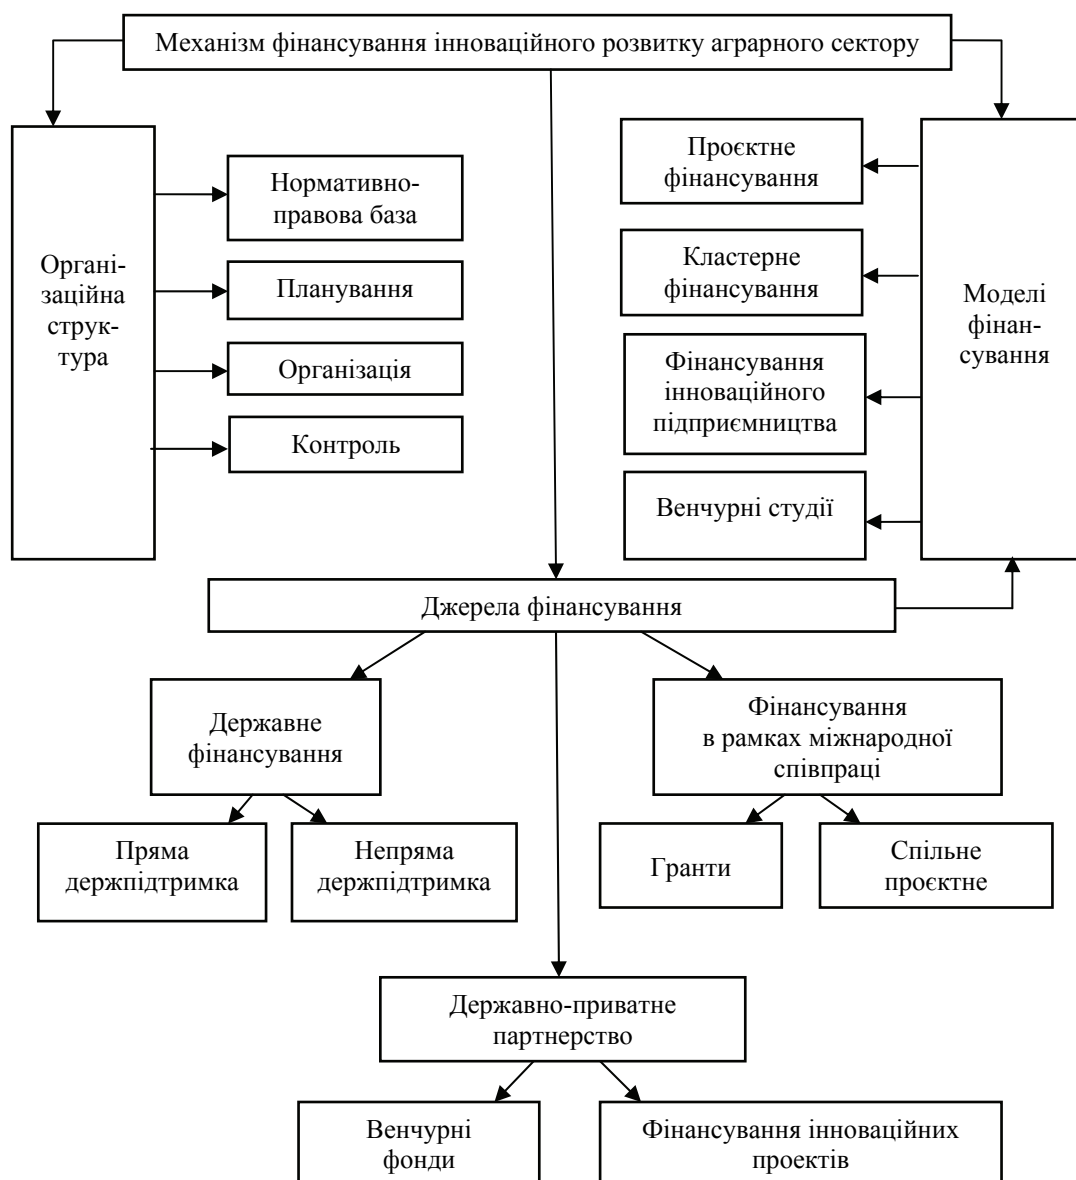 Механізм фінансування інноваційного розвитку аграрного сектору
Органі-
заційна
струк-
тура
Нормативно-
правова база
Планування
Організація
Контроль
Проєктне
фінансування
Кластерне
фінансування
Фінансування
інноваційного
підприємництва
Венчурні студії
Моделі
фінан-
сування
Джерела фінансування
Державне
фінансування
Фінансування
в рамках міжнародної
співпраці
Пряма
держпідтримка
Непряма
держпідтримка
Гранти
Спільне
проєктне
Державно-приватне
партнерство
Венчурні
фонди
Фінансування інноваційних
проектів